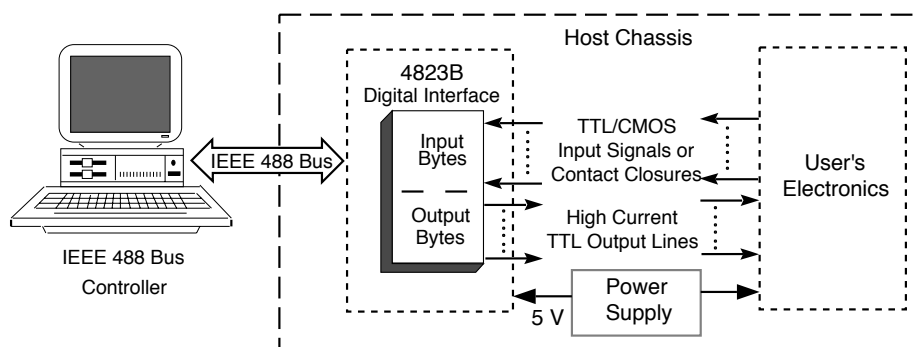 Host Chassis
4823B
Digital Interface
IEEE 488 Bus
Input
Bytes
Output
Bytes
TTL/CMOS
Input Signals or
Contact Closures
High Current
TTL Output Lines
User's
Electronics
IEEE 488 Bus
Controller
5 V
Power
Supply